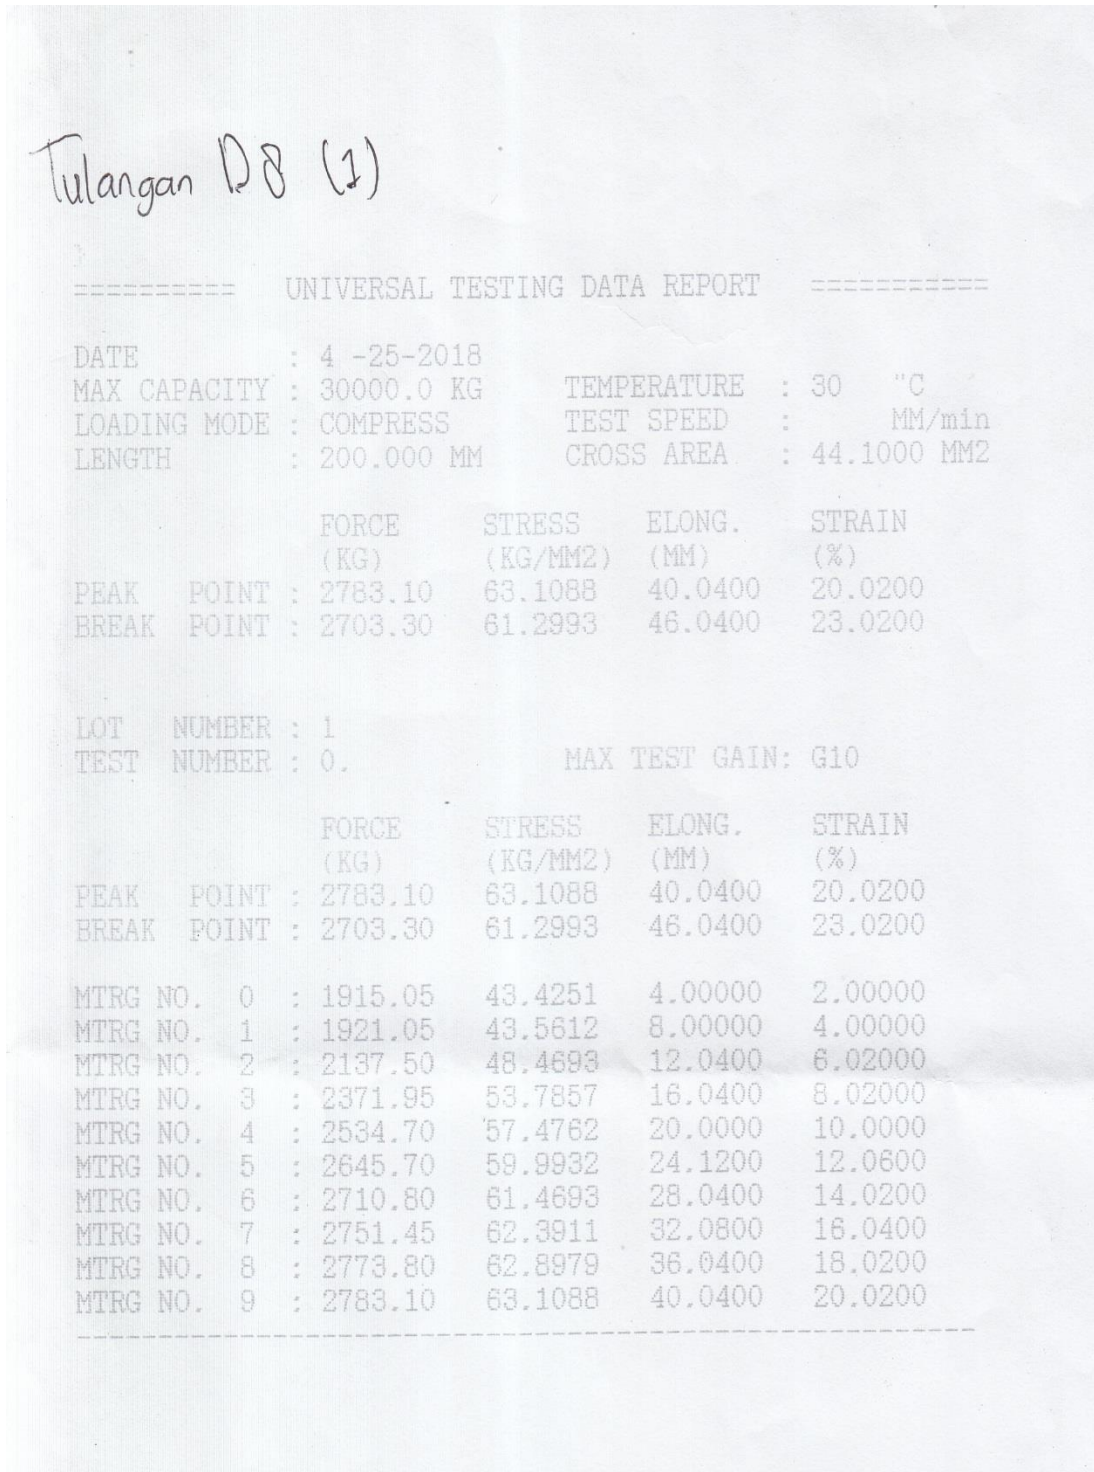 Tulangan D8 (1)
========== UNIVERSAL TESTING DATA REPORT ===========
DATE : 4 -25-2018
MAX CAPACITY : 30000.0 KG TEMPERATURE : 30 "C
LOADING MODE : COMPRESS TEST SPEED : MM/min
LENGTH : 200.000 MM CROSS AREA : 44.1000 MM2
FORCE STRESS ELONG. STRAIN
(KG) (KG/MM2) (MM) (%)
PEAK POINT : 2783.10 63.1088 40.0400 20.0200
BREAK POINT : 2703.30 61.2993 46.0400 23.0200
LOT NUMBER : 1
TEST NUMBER : 0. MAX TEST GAIN: G10
FORCE STRESS ELONG. STRAIN
(KG) (KG/MM2) (MM) (%)
PEAK POINT : 2783.10 63.1088 40.0400 20.0200
BREAK POINT : 2703.30 61.2993 46.0400 23.0200
MTRG NO. 0 : 1915.05 43.4251 4.00000 2.00000
MTRG NO. 1 : 1921.05 43.5612 8.00000 4.00000
MTRG NO. 2 : 2137.50 48.4693 12.0400 6.02000
MTRG NO. 3 : 2371.95 53.7857 16.0400 8.02000
MTRG NO. 4 : 2534.70 57.4762 20.0000 10.0000
MTRG NO. 5 : 2645.70 59.9932 24.1200 12.0600
MTRG NO. 6 : 2710.80 61.4693 28.0400 14.0200
MTRG NO. 7 : 2751.45 62.3911 32.0800 16.0400
MTRG NO. 8 : 2773.80 62.8979 36.0400 18.0200
MTRG NO. 9 : 2783.10 63.1088 40.0400 20.0200